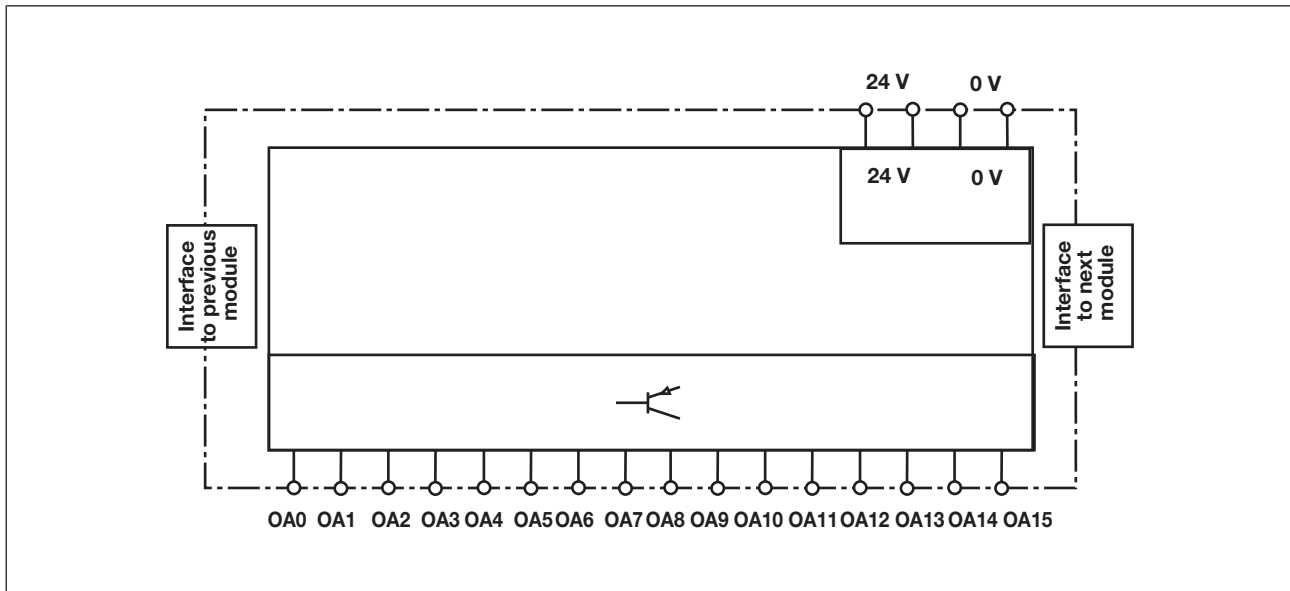 24 V 0 V
24 V 0 V
Interface
to previous
module
Interface
to next
module
OA0 OA1 OA2 OA3 OA4 OA5 OA6 OA7 OA8 OA9 OA10 OA11 OA12 OA13 OA14 OA15